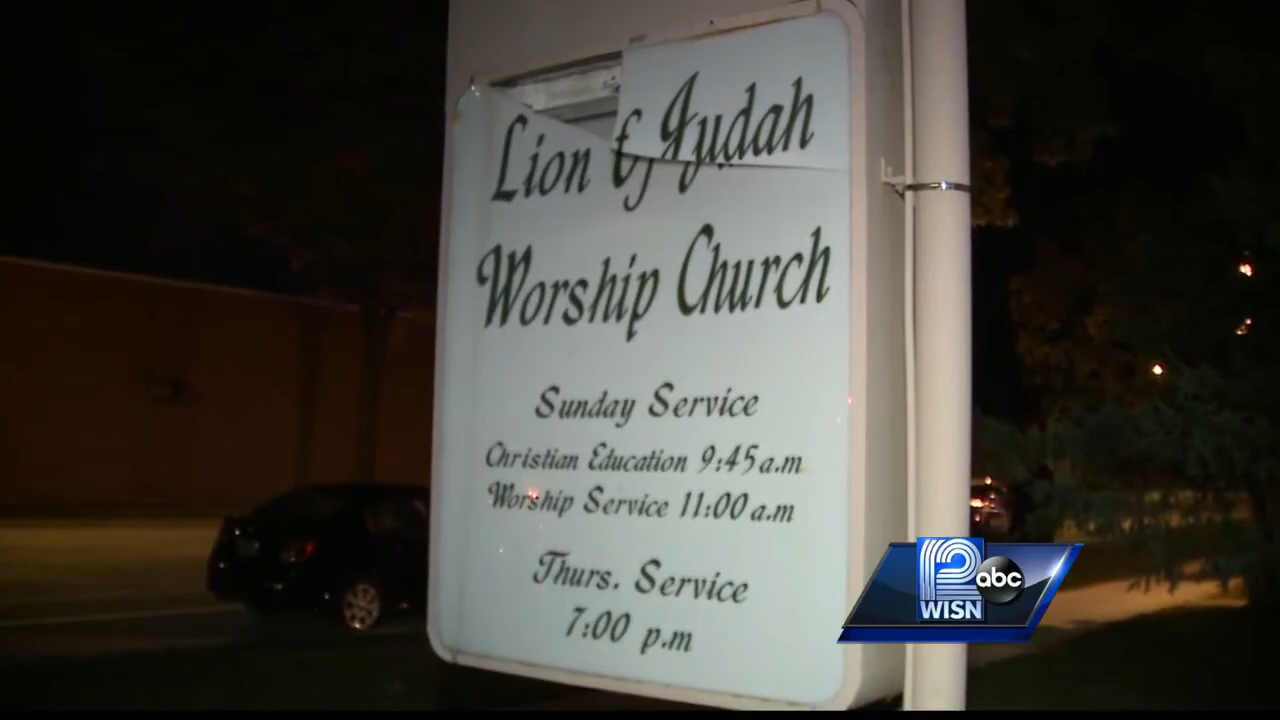 Lion Of Judah
Worship Church
Sunday Service
Christian Education 9:45 a.m
Worship Service 11:00 a.m
Thurs. Service
7:00 p.m
12 abc
WISN